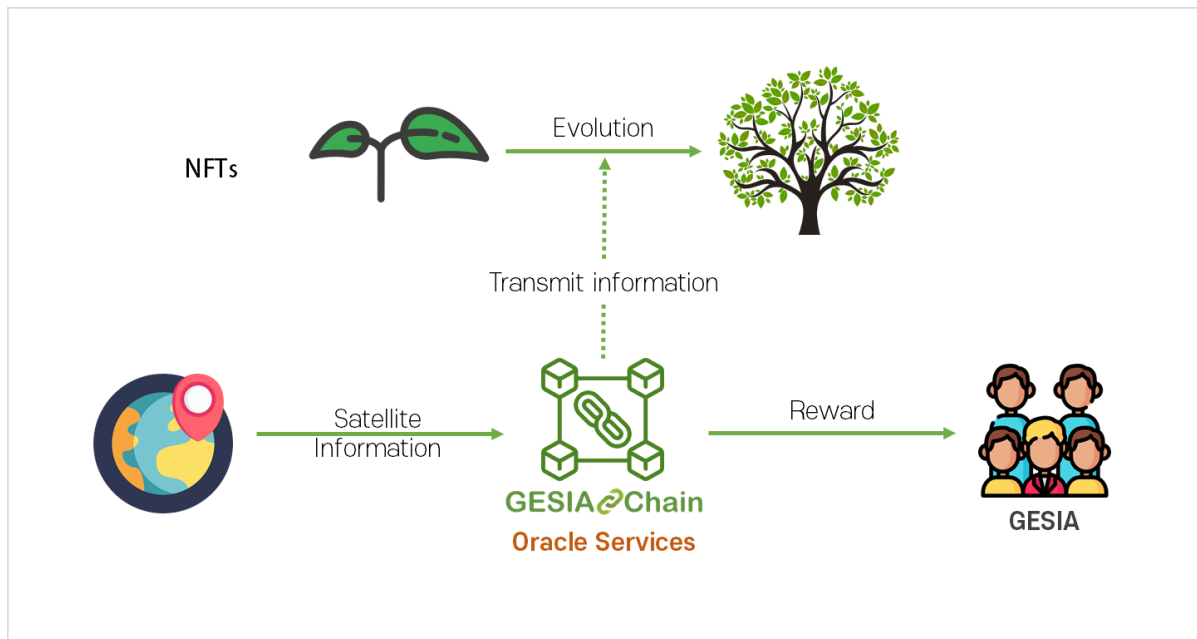 Evolution
NFTs
Transmit information
Satellite
Information
Reward
GESIA Chain
Oracle Services
GESIA